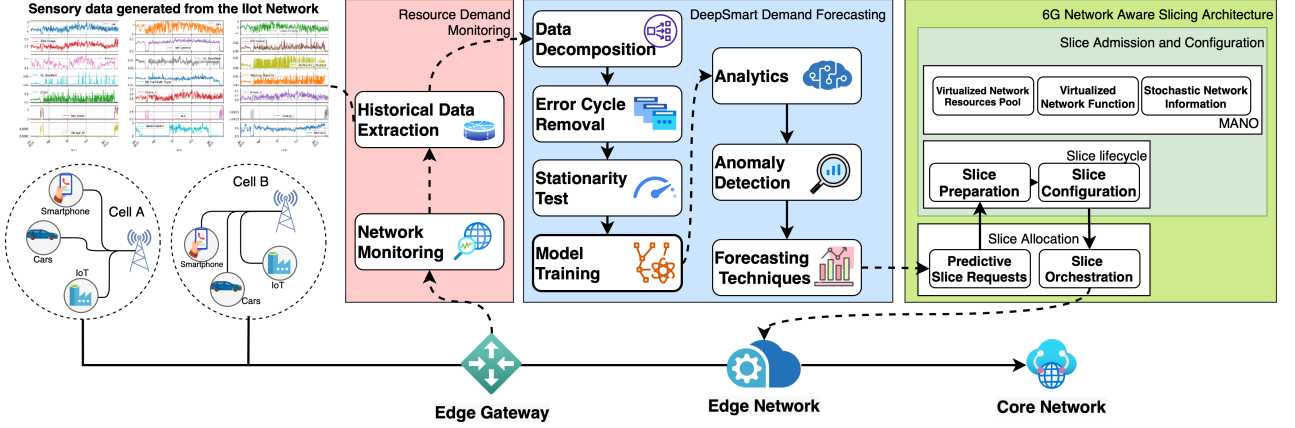 Sensory data generated from the IIot Network
Cell A
Smartphone
Cars
IoT
Cell B
Smartphone
IoT
Cars
Resource Demand
Monitoring
Historical Data
Extraction
Network
Monitoring
DeepSmart Demand Forecasting
Data
Decomposition
Error Cycle
Removal
Stationarity
Test
Model
Training
Analytics
Anomaly
Detection
Forecasting
Techniques
6G Network Aware Slicing Architecture
Slice Admission and Configuration
Virtualized Network
Resources Pool
Virtualized
Network Function
Stochastic Network
Information
MANO
Slice lifecycle
Slice
Preparation
Slice
Configuration
Slice Allocation
Predictive
Slice Requests
Slice
Orchestration
Edge Gateway
Edge Network
Core Network